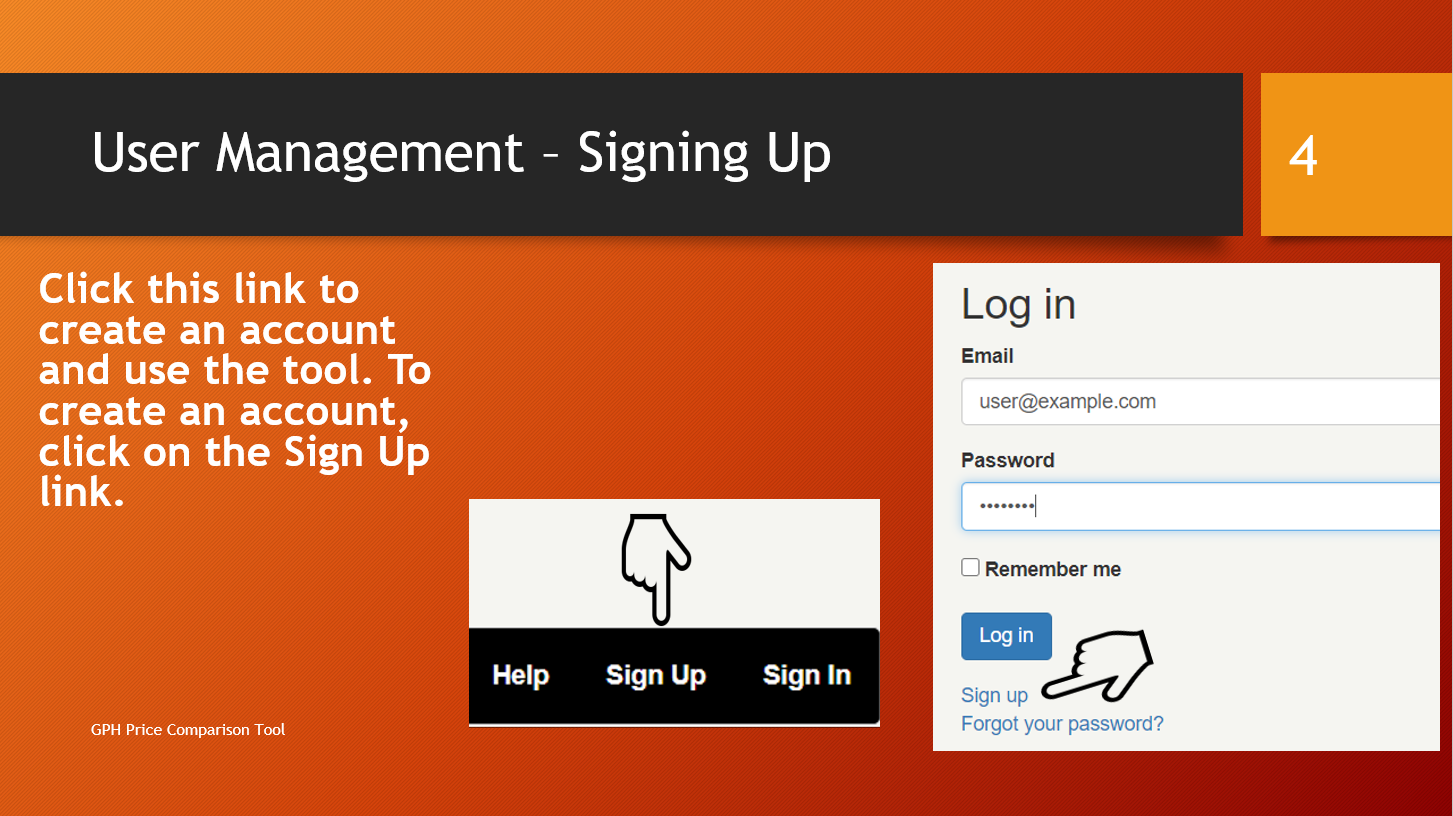 User Management – Signing Up
4
Click this link to
create an account
and use the tool. To
create an account,
click on the Sign Up
link.
Help Sign Up Sign In
Log in
Email
user@example.com
Password
••••••••
Remember me
Log in
Sign up
Forgot your password?
GPH Price Comparison Tool